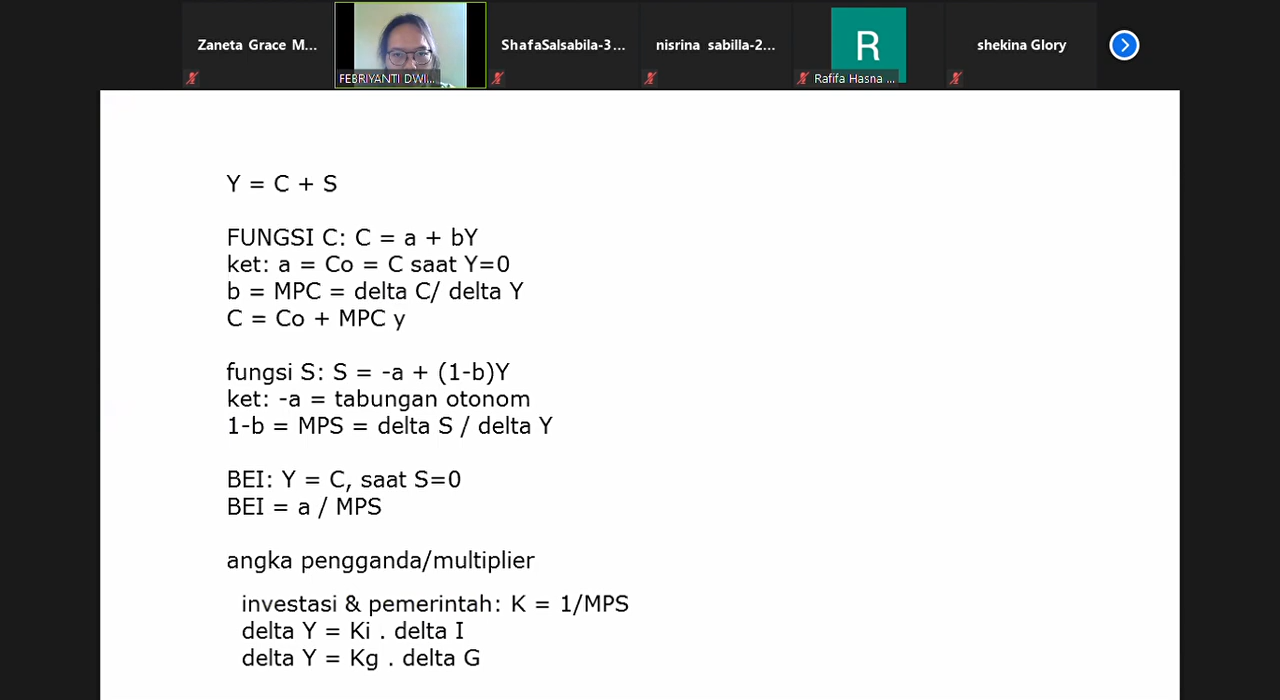 Zaneta Grace M...
FEBRIYANTI DWI...
ShafaSalsabila-3...
nisrina sabilla-2...
R
Rafifa Hasna ...
shekina Glory
Y = C + S
FUNGSI C: C = a + bY
ket: a = Co = C saat Y=0
b = MPC = delta C/ delta Y
C = Co + MPC y
fungsi S: S = -a + (1-b)Y
ket: -a = tabungan otonom
1-b = MPS = delta S / delta Y
BEI: Y = C, saat S=0
BEI = a / MPS
angka pengganda/multiplier
investasi & pemerintah: K = 1/MPS
delta Y = Ki . delta I
delta Y = Kg . delta G